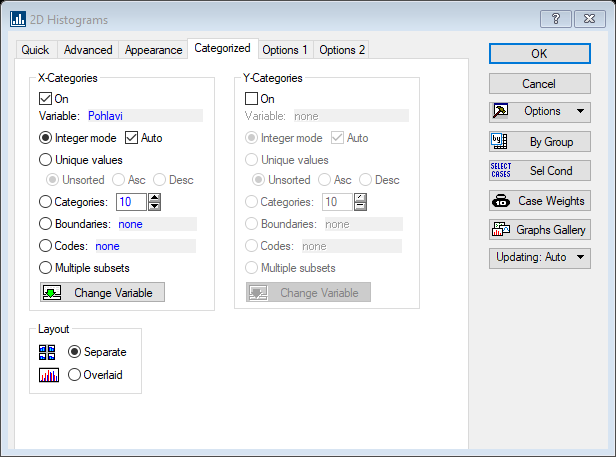 2D Histograms
?
Quick Advanced Appearance Categorized Options 1 Options 2
X-Categories
On
Variable: Pohlavi
Integer mode Auto
Unique values
Unsorted Asc Desc
Categories: 10
Boundaries: none
Codes: none
Multiple subsets
Change Variable
Y-Categories
On
Variable: none
Integer mode Auto
Unique values
Unsorted Asc Desc
Categories: 10
Boundaries: none
Codes: none
Multiple subsets
Change Variable
Layout
Separate
Overlaid
OK
Cancel
Options
By Group
SELECT CASES Sel Cond
Case Weights
Graphs Gallery
Updating: Auto